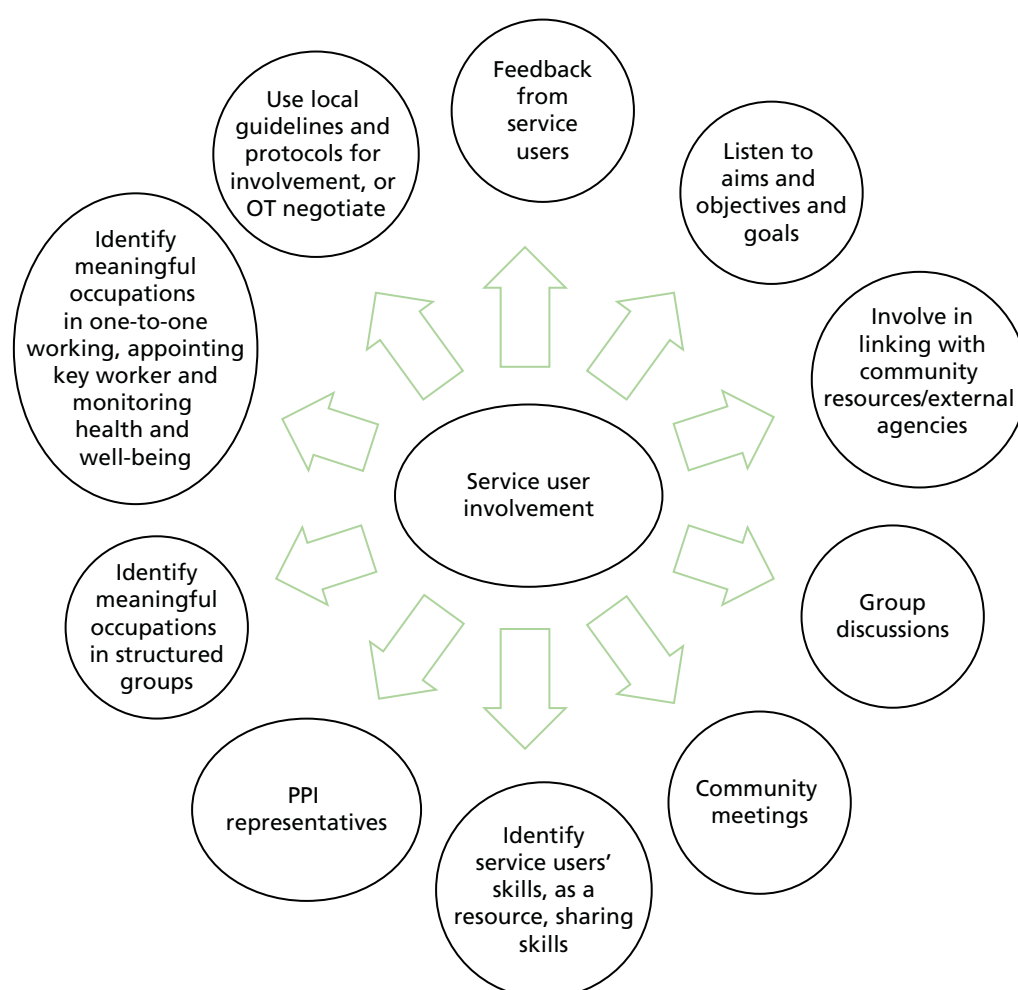 Feedback
from
service
users
Listen to
aims and
objectives and
goals
Involve in
linking with
community
resources/external
agencies
Group
discussions
Community
meetings
Identify
service users’
skills, as a
resource, sharing
skills
PPI
representatives
Identify
meaningful
occupations
in structured
groups
Identify
meaningful
occupations
in one-to-one
working, appointing
key worker and
monitoring
health and
well-being
Use local
guidelines and
protocols for
involvement, or
OT negotiate
Service user
involvement